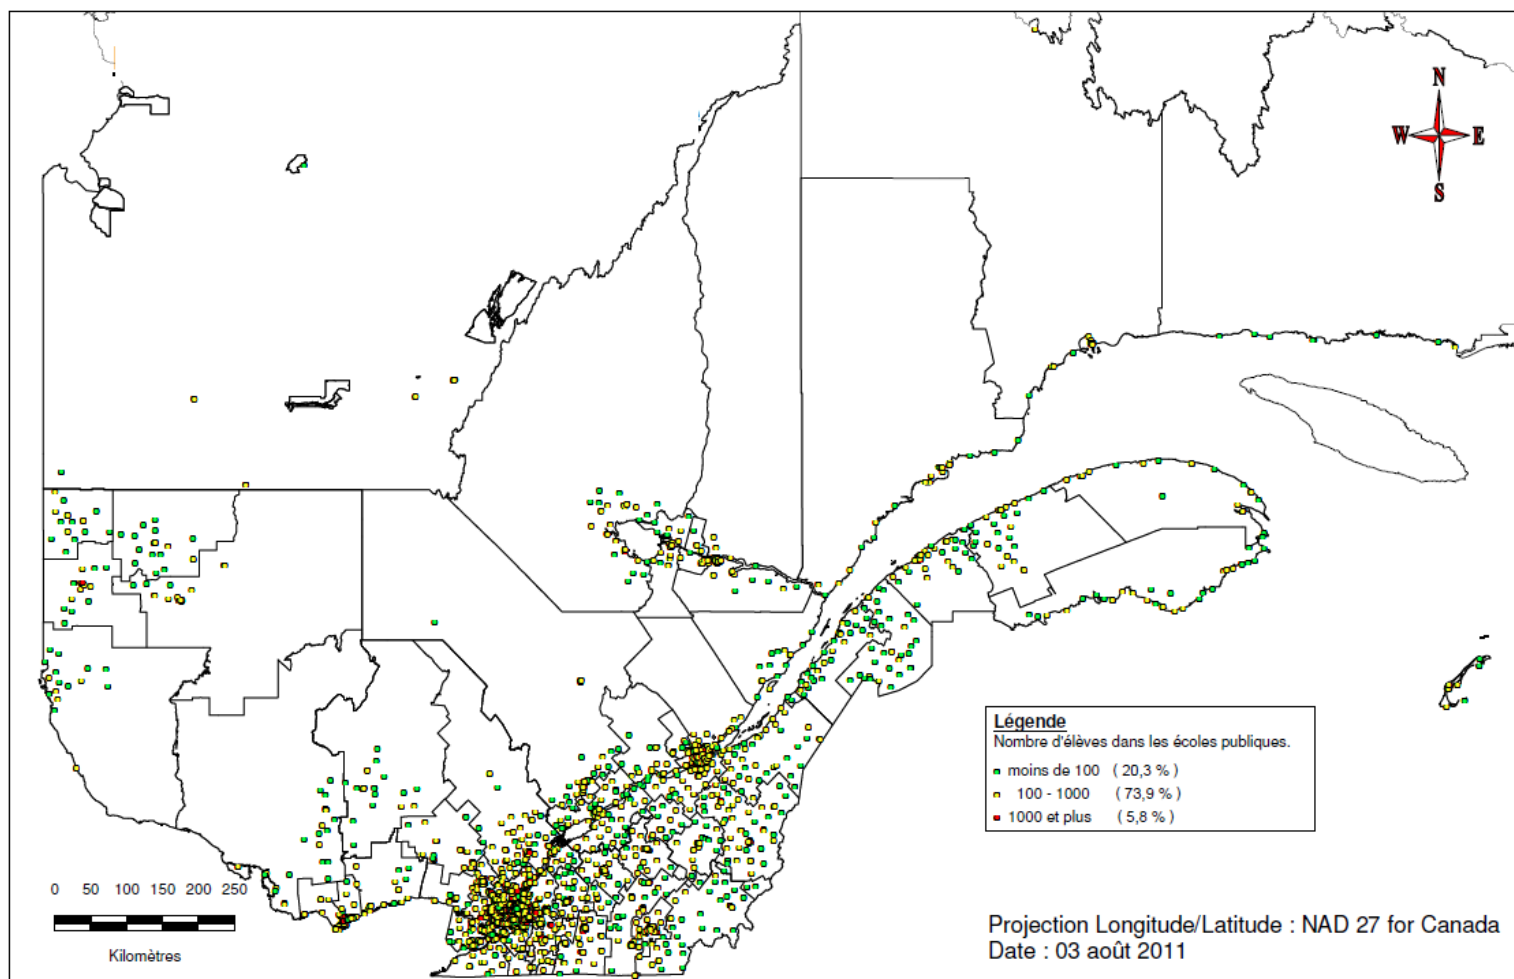 N
W E
S
Légende
Nombre d'élèves dans les écoles publiques.
moins de 100 ( 20,3 % )
100 - 1000 ( 73,9 % )
1000 et plus ( 5,8 % )
0 50 100 150 200 250
Kilomètres
Projection Longitude/Latitude : NAD 27 for Canada
Date : 03 août 2011